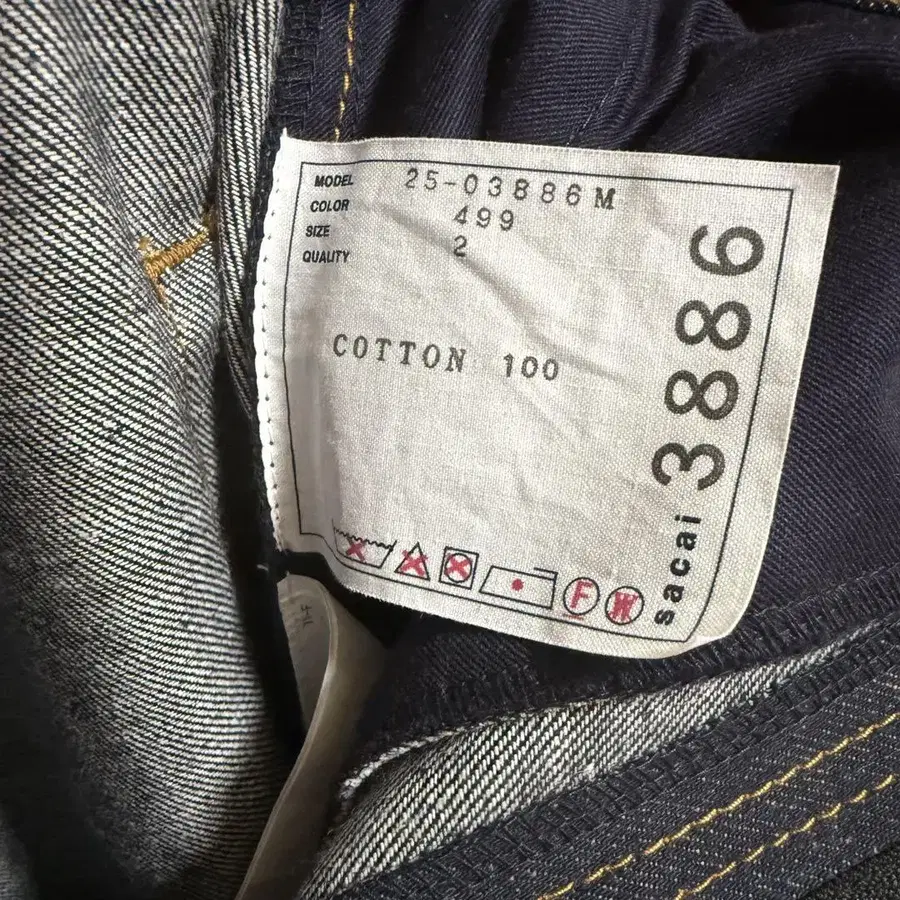 MODEL 25-03886M
COLOR 499
SIZE 2
QUALITY
COTTON 100
sacai 3886
F
W